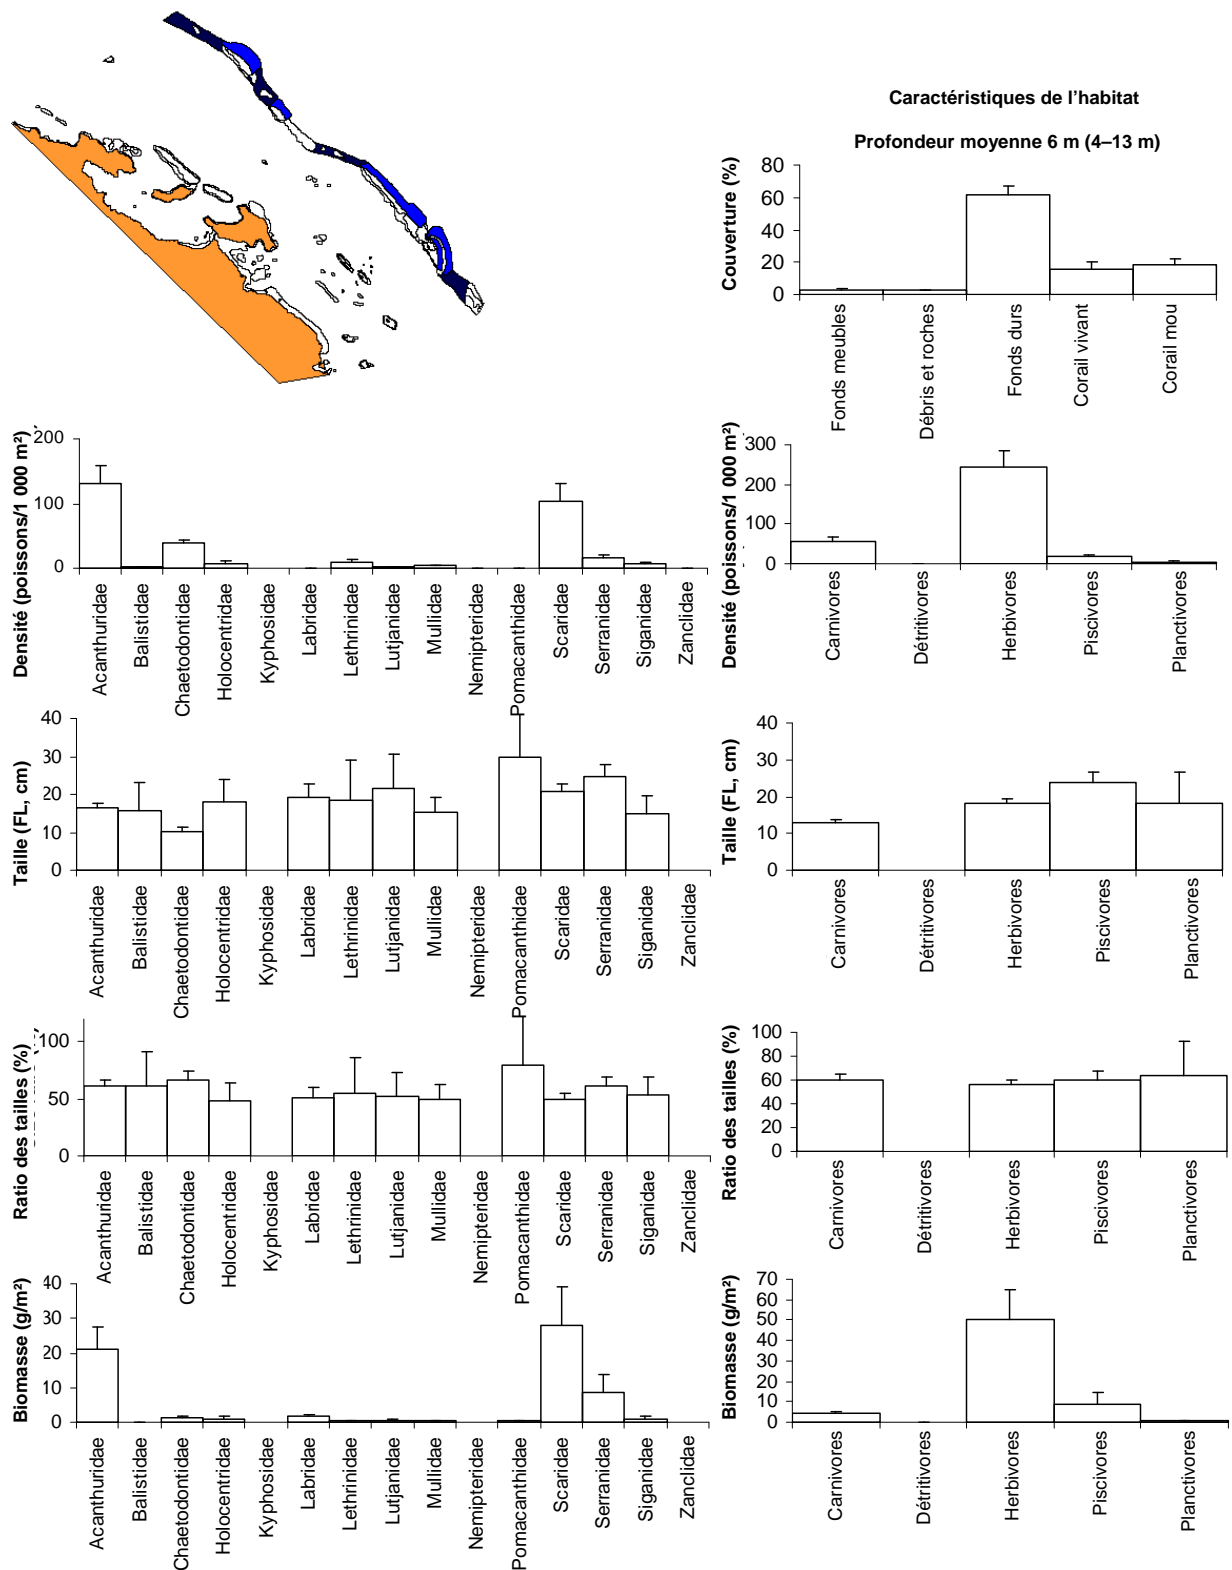 Caractéristiques de l'habitat
Profondeur moyenne 6 m (4–13 m)
Couverture (%)
80
60
40
20
0
Fonds meubles
Débris et roches
Fonds durs
Corail vivant
Corail mou
Densité (poissons/1 000 m²)
200
100
0
Acanthuridae
Balistidae
Chaetodontidae
Holocentridae
Kyphosidae
Labridae
Lethrinidae
Lutjanidae
Mullidae
Nemipteridae
Pomacanthidae
Scaridae
Serranidae
Siganidae
Zanclidae
Densité (poissons/1 000 m²)
300
200
100
0
Carnivores
Détritivores
Herbivores
Piscivores
Planctivores
Taille (FL, cm)
40
30
20
10
0
Acanthuridae
Balistidae
Chaetodontidae
Holocentridae
Kyphosidae
Labridae
Lethrinidae
Lutjanidae
Mullidae
Nemipteridae
Pomacanthidae
Scaridae
Serranidae
Siganidae
Zanclidae
Taille (FL, cm)
40
30
20
10
0
Carnivores
Détritivores
Herbivores
Piscivores
Planctivores
Ratio des tailles (%)
100
50
0
Acanthuridae
Balistidae
Chaetodontidae
Holocentridae
Kyphosidae
Labridae
Lethrinidae
Lutjanidae
Mullidae
Nemipteridae
Pomacanthidae
Scaridae
Serranidae
Siganidae
Zanclidae
Ratio des tailles (%)
100
80
60
40
20
0
Carnivores
Détritivores
Herbivores
Piscivores
Planctivores
Biomasse (g/m²)
40
30
20
10
0
Acanthuridae
Balistidae
Chaetodontidae
Holocentridae
Kyphosidae
Labridae
Lethrinidae
Lutjanidae
Mullidae
Nemipteridae
Pomacanthidae
Scaridae
Serranidae
Siganidae
Zanclidae
Biomasse (g/m²)
70
60
50
40
30
20
10
0
Carnivores
Détritivores
Herbivores
Piscivores
Planctivores